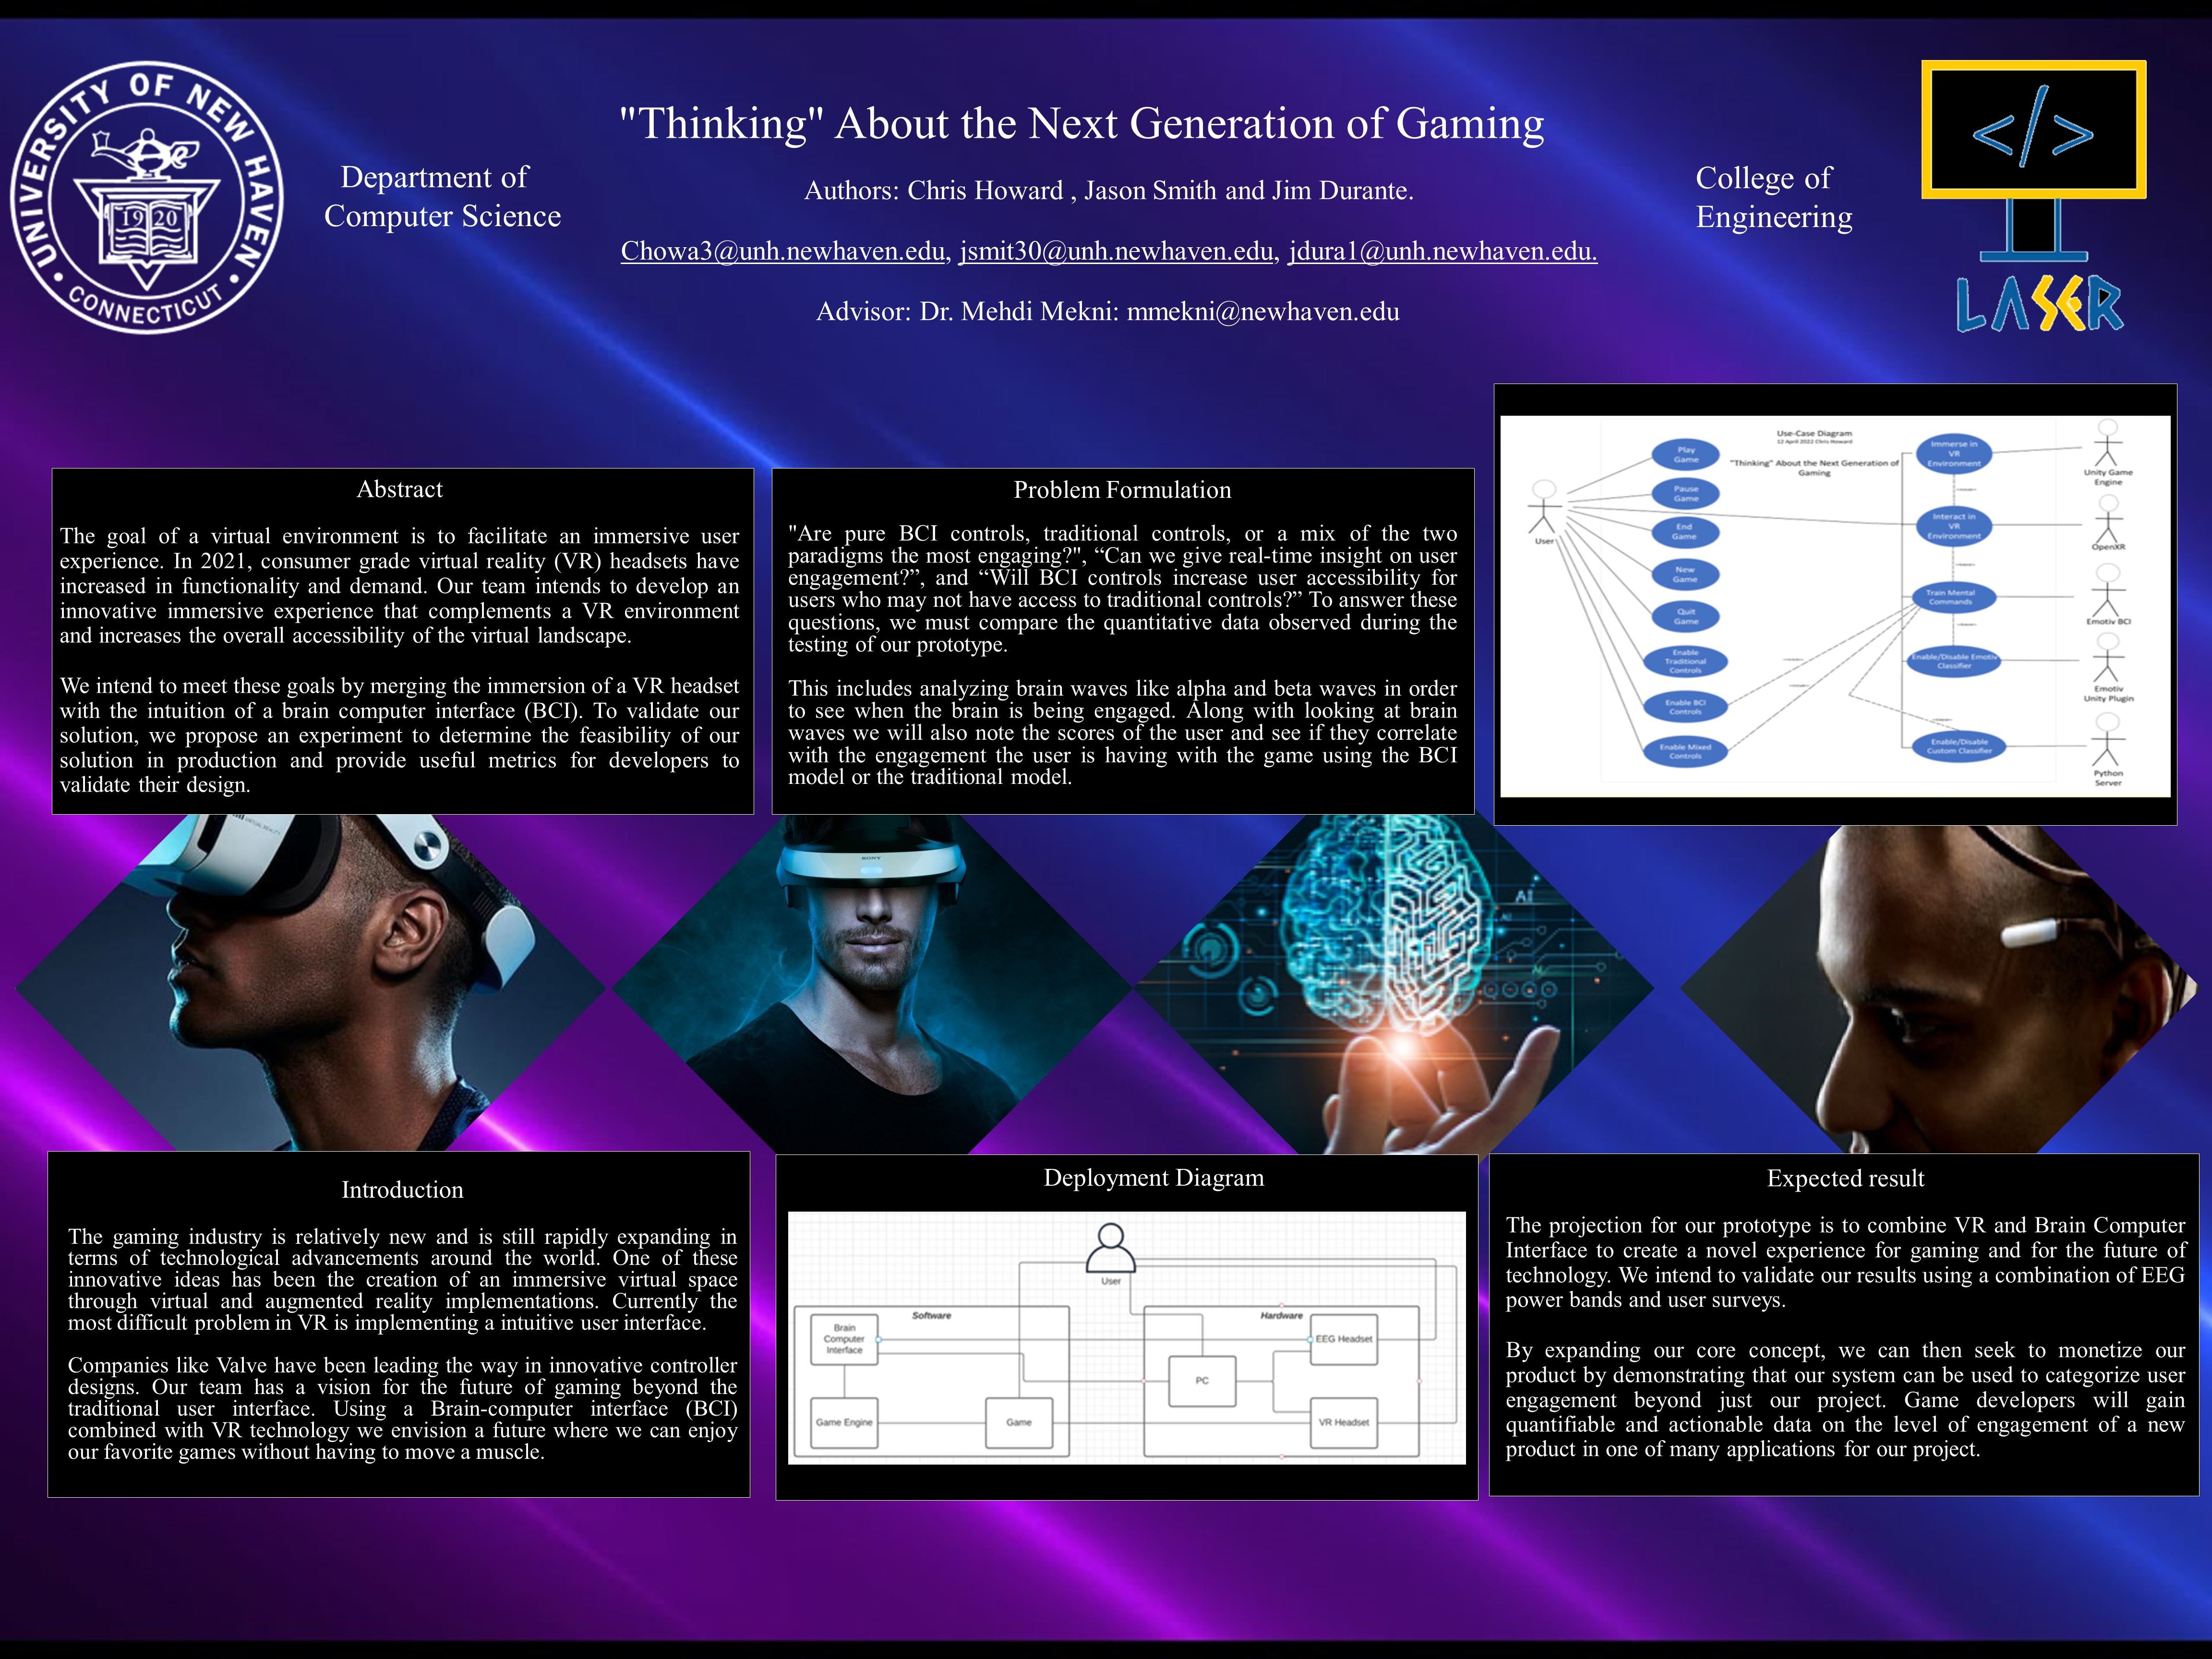 UNIVERSITY OF NEW HAVEN
1920
CONNECTICUT
Department of
Computer Science
"Thinking" About the Next Generation of Gaming
Authors: Chris Howard , Jason Smith and Jim Durante.
Chowa3@unh.newhaven.edu, jsmit30@unh.newhaven.edu, jdura1@unh.newhaven.edu.
Advisor: Dr. Mehdi Mekni: mmekni@newhaven.edu
College of
Engineering
</>
LASER
Abstract
The goal of a virtual environment is to facilitate an immersive user
experience. In 2021, consumer grade virtual reality (VR) headsets have
increased in functionality and demand. Our team intends to develop an
innovative immersive experience that complements a VR environment
and increases the overall accessibility of the virtual landscape.
We intend to meet these goals by merging the immersion of a VR headset
with the intuition of a brain computer interface (BCI). To validate our
solution, we propose an experiment to determine the feasibility of our
solution in production and provide useful metrics for developers to
validate their design.
Problem Formulation
"Are pure BCI controls, traditional controls, or a mix of the two
paradigms the most engaging?", “Can we give real-time insight on user
engagement?”, and “Will BCI controls increase user accessibility for
users who may not have access to traditional controls?” To answer these
questions, we must compare the quantitative data observed during the
testing of our prototype.
This includes analyzing brain waves like alpha and beta waves in order
to see when the brain is being engaged. Along with looking at brain
waves we will also note the scores of the user and see if they correlate
with the engagement the user is having with the game using the BCI
model or the traditional model.
Use-Case Diagram
12 April 2022 Chris Howard
"Thinking" About the Next Generation of
Gaming
User
Play
Game
Pause
Game
End
Game
New
Game
Quit
Game
Enable
Traditional
Controls
Enable BCI
Controls
Enable Mixed
Controls
Immerse in
VR
Environment
Interact in
VR
Environment
Train Mental
Commands
Enable/Disable Emotiv
Classifier
Enable/Disable
Custom Classifier
Unity Game
Engine
OpenXR
Emotiv BCI
Emotiv
Unity Plugin
Python
Server
VIRTUAL REALITY
SONY
AI
AI
Introduction
The gaming industry is relatively new and is still rapidly expanding in
terms of technological advancements around the world. One of these
innovative ideas has been the creation of an immersive virtual space
through virtual and augmented reality implementations. Currently the
most difficult problem in VR is implementing a intuitive user interface.
Companies like Valve have been leading the way in innovative controller
designs. Our team has a vision for the future of gaming beyond the
traditional user interface. Using a Brain-computer interface (BCI)
combined with VR technology we envision a future where we can enjoy
our favorite games without having to move a muscle.
Deployment Diagram
User
Software
Brain
Computer
Interface
Game Engine
Game
Hardware
EEG Headset
PC
VR Headset
Expected result
The projection for our prototype is to combine VR and Brain Computer
Interface to create a novel experience for gaming and for the future of
technology. We intend to validate our results using a combination of EEG
power bands and user surveys.
By expanding our core concept, we can then seek to monetize our
product by demonstrating that our system can be used to categorize user
engagement beyond just our project. Game developers will gain
quantifiable and actionable data on the level of engagement of a new
product in one of many applications for our project.